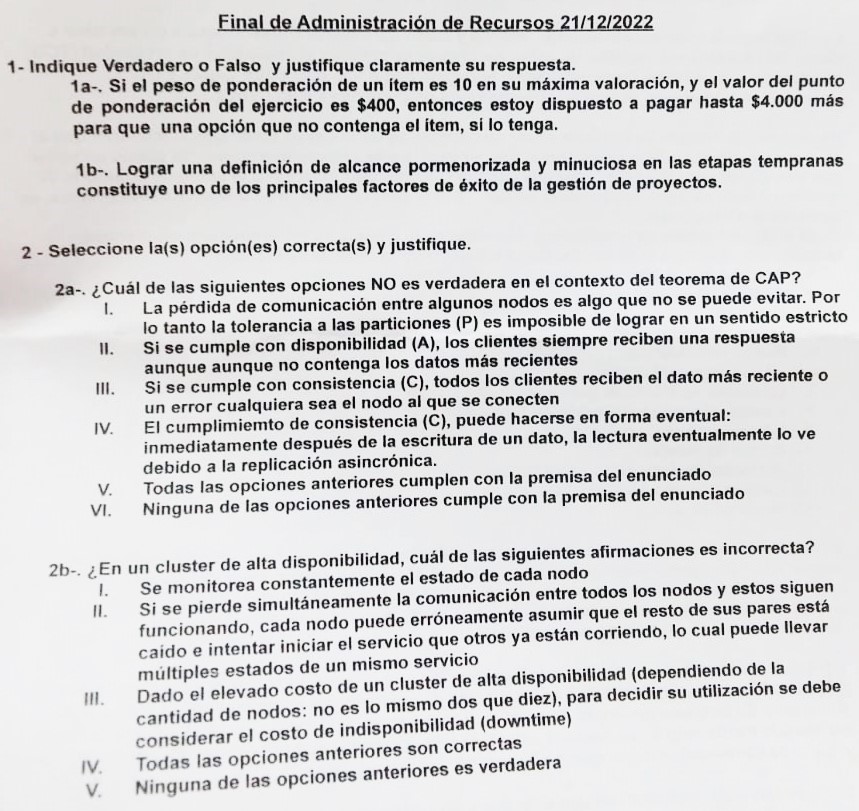 Final de Administración de Recursos 21/12/2022
1- Indique Verdadero o Falso y justifique claramente su respuesta.
1a-. Si el peso de ponderación de un item es 10 en su máxima valoración, y el valor del punto
de ponderación del ejercicio es $400, entonces estoy dispuesto a pagar hasta $4.000 más
para que una opción que no contenga el ítem, si lo tenga.
1b-. Lograr una definición de alcance pormenorizada y minuciosa en las etapas tempranas
constituye uno de los principales factores de éxito de la gestión de proyectos.
2 - Seleccione la(s) opción(es) correcta(s) y justifique.
2a-. ¿Cuál de las siguientes opciones NO es verdadera en el contexto del teorema de CAP?
I. La pérdida de comunicación entre algunos nodos es algo que no se puede evitar. Por
lo tanto la tolerancia a las particiones (P) es imposible de lograr en un sentido estricto
II. Si se cumple con disponibilidad (A), los clientes siempre reciben una respuesta
aunque aunque no contenga los datos más recientes
III. Si se cumple con consistencia (C), todos los clientes reciben el dato más reciente o
un error cualquiera sea el nodo al que se conecten
IV. El cumplimiemto de consistencia (C), puede hacerse en forma eventual:
inmediatamente después de la escritura de un dato, la lectura eventualmente lo ve
debido a la replicación asincrónica.
V. Todas las opciones anteriores cumplen con la premisa del enunciado
VI. Ninguna de las opciones anteriores cumple con la premisa del enunciado
2b-. ¿En un cluster de alta disponibilidad, cuál de las siguientes afirmaciones es incorrecta?
I. Se monitorea constantemente el estado de cada nodo
II. Si se pierde simultáneamente la comunicación entre todos los nodos y estos siguen
funcionando, cada nodo puede erróneamente asumir que el resto de sus pares está
caído e intentar iniciar el servicio que otros ya están corriendo, lo cual puede llevar
múltiples estados de un mismo servicio
III. Dado el elevado costo de un cluster de alta disponibilidad (dependiendo de la
cantidad de nodos: no es lo mismo dos que diez), para decidir su utilización se debe
considerar el costo de indisponibilidad (downtime)
IV. Todas las opciones anteriores son correctas
V. Ninguna de las opciones anteriores es verdadera